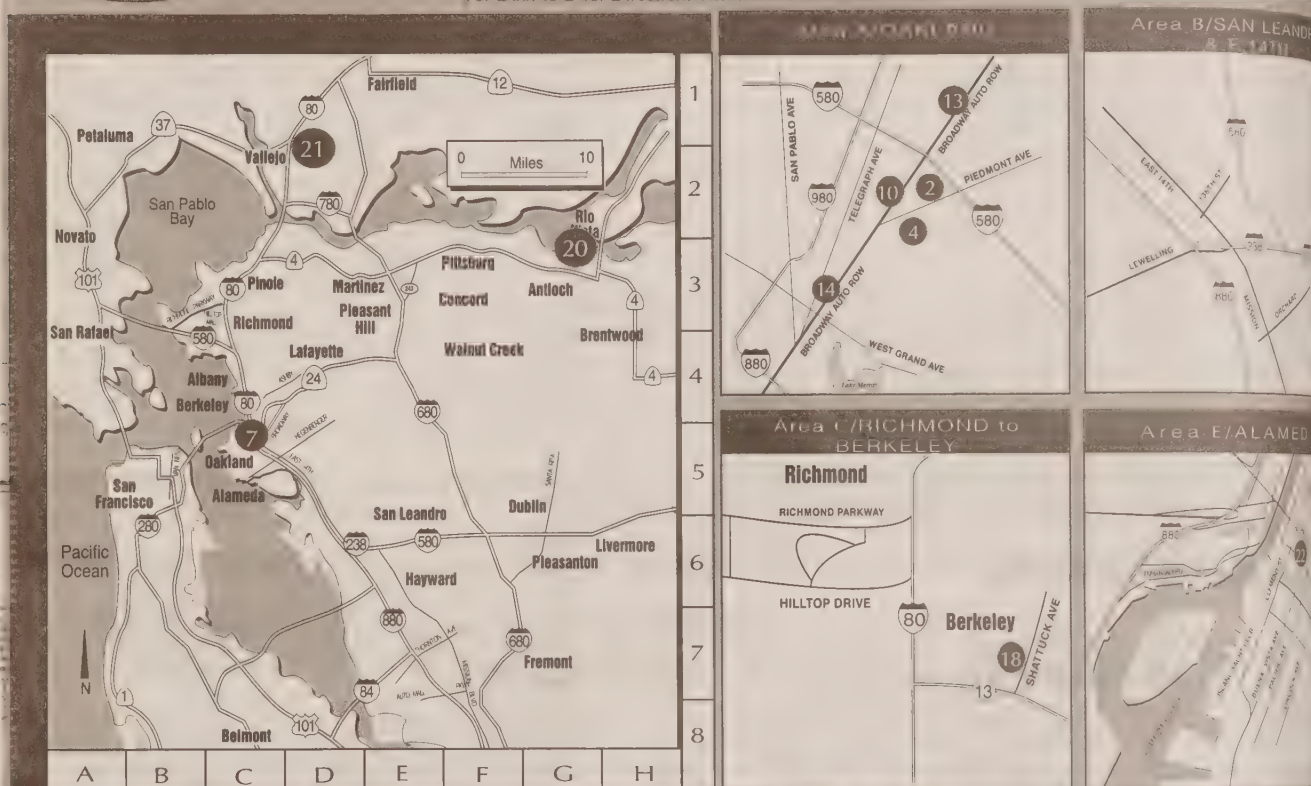 Fairfield
12
80
37
Petaluma
Vallejo
21
0 Miles 10
San Pablo
Bay
780
Rio
20
Novato
4
Pittsburg
101
80
Pinole
Martinez
Antioch
Pleasant
Hill
Concord
4
San Rafael
580
Richmond
Brentwood
Lafayette
Walnut Creek
24
4
Albany
Berkeley
80
680
7
Oakland
Alameda
San
Francisco
280
San Leandro
Dublin
238
580
Livermore
Pacific
Ocean
Pleasanton
Hayward
880
680
Fremont
N
84
1
101
Belmont
1
2
3
4
5
6
7
8
A B C D E F G H
580
13
SAN PABLO AVE
BROADWAY AUTO ROW
TELEGRAPH AVE
PIEDMONT AVE
980
10
2
4
580
14
BROADWAY AUTO ROW
880
WEST GRAND AVE
Area B/SAN
& E. 14TH
EAST 14TH
LEWELLING
238
880
MISSION
Area C/RICHMOND to
BERKELEY
Richmond
RICHMOND PARKWAY
HILLTOP DRIVE
80
Berkeley
18
SHATTUCK AVE
13
Area E/ALAMED
880